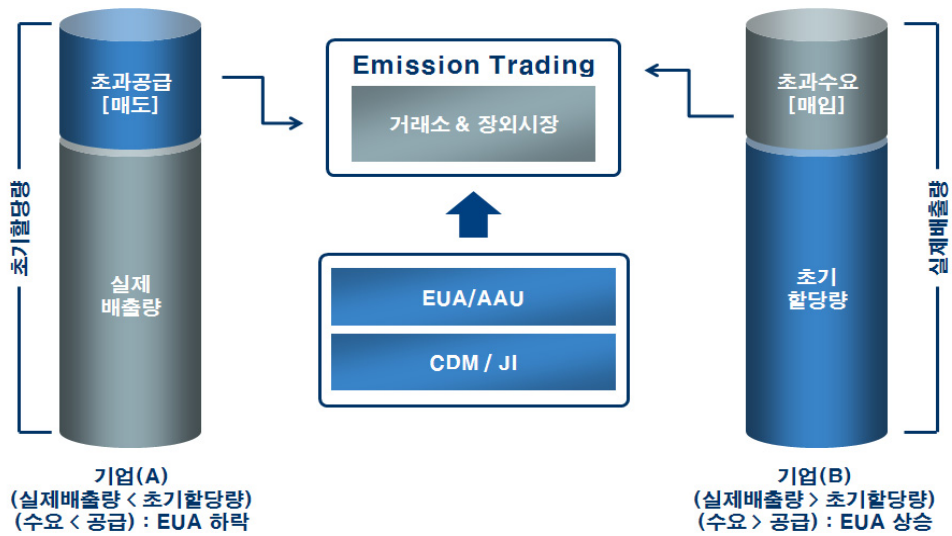 초과공급
[매도]
초기할당량
실제
배출량
기업(A)
(실제배출량 < 초기할당량)
(수요 < 공급) : EUA 하락
Emission Trading
거래소 & 장외시장
EUA/AAU
CDM / JI
초과수요
[매입]
실제배출량
초기
할당량
기업(B)
(실제배출량 > 초기할당량)
(수요 > 공급) : EUA 상승